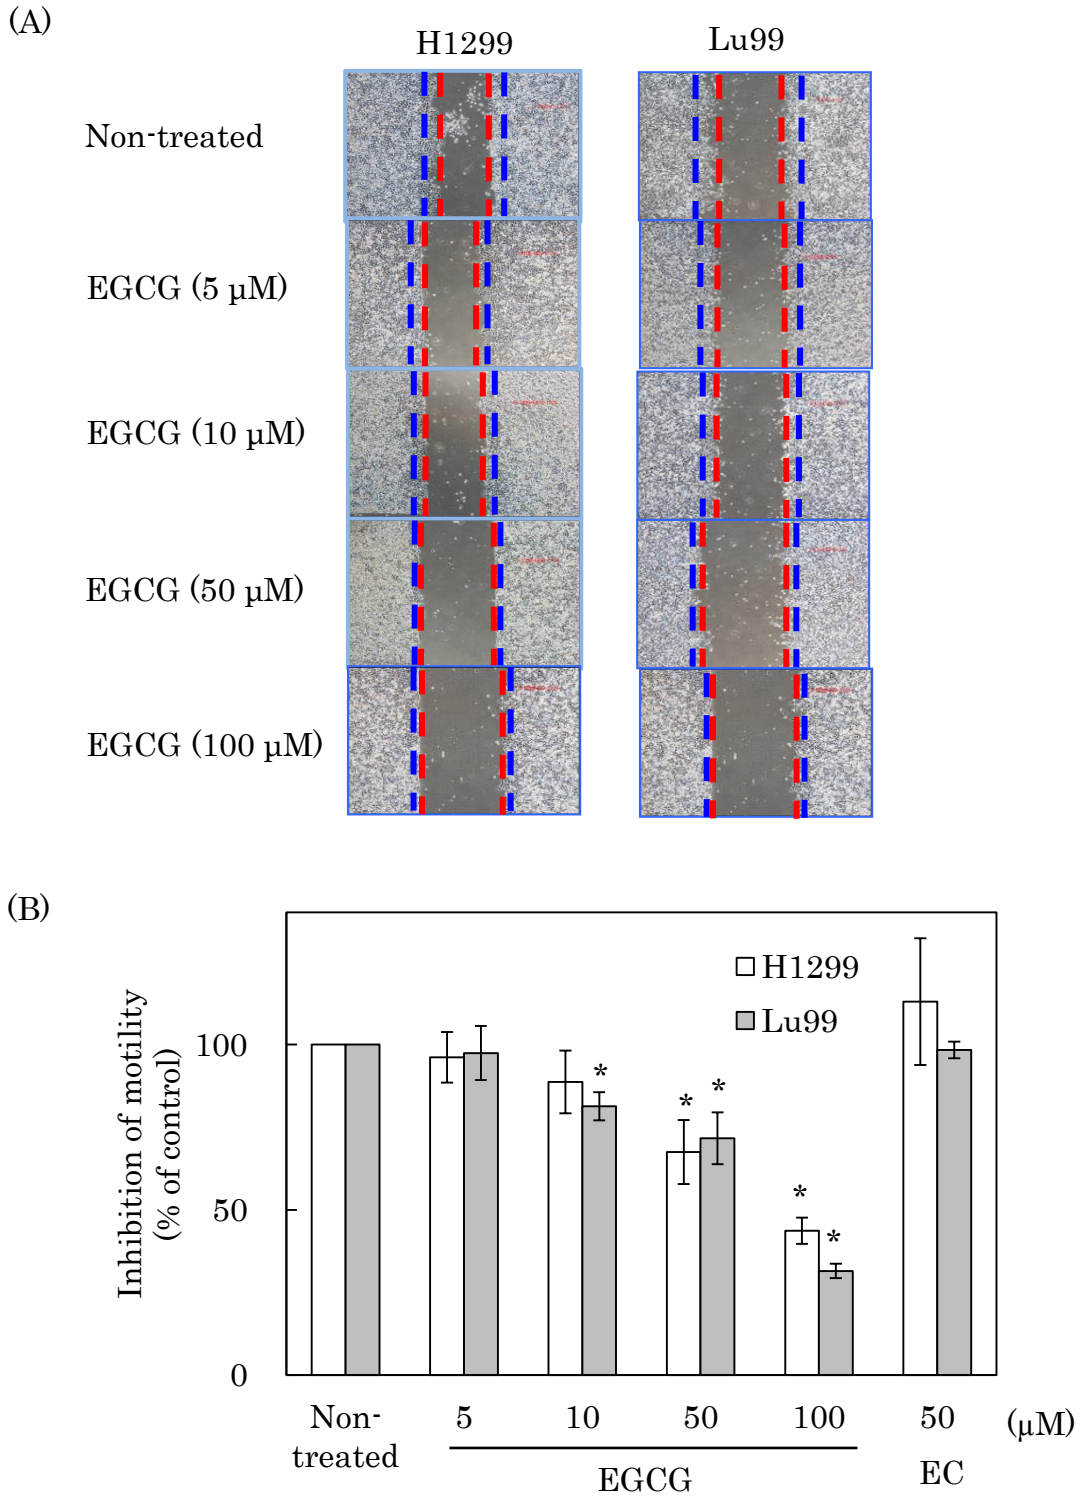 (A)
H1299
Lu99
Non-treated
EGCG (5 μM)
EGCG (10 μM)
EGCG (50 μM)
EGCG (100 μM)
(B)
Inhibition of motility
(% of control)
100
50
0
H1299
Lu99
*
*
*
*
*
Non-
treated
5
10
50
100
50
(μM)
EGCG
EC